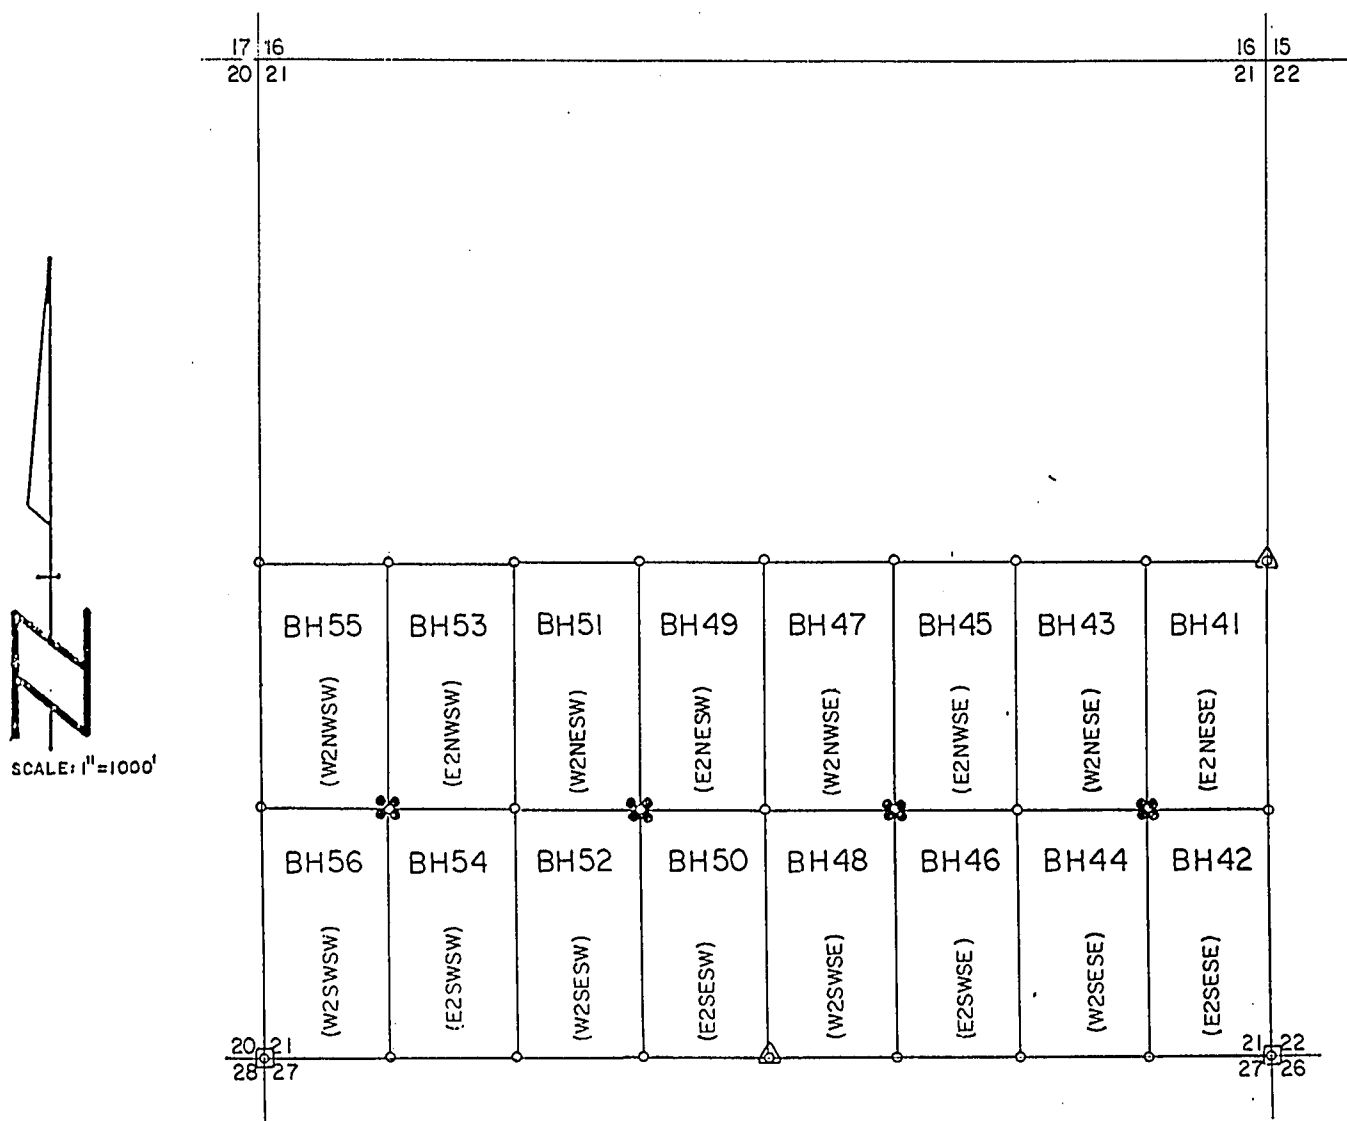 17 16
20 21
16 15
21 22
N
SCALE: 1"=1000'
BH55 BH53 BH51 BH49 BH47 BH45 BH43 BH41
(W2NWSW) (E2NWSW) (W2NESW) (E2NESW) (W2NWSE) (E2NWSE) (W2NESE) (E2NESE)
BH56 BH54 BH52 BH50 BH48 BH46 BH44 BH42
(W2SWSW) (E2SWSW) (W2SESW) (E2SESW) (W2SWSE) (E2SWSE) (W2SESE) (E2SESE)
20 21
28 27
21 22
27 26